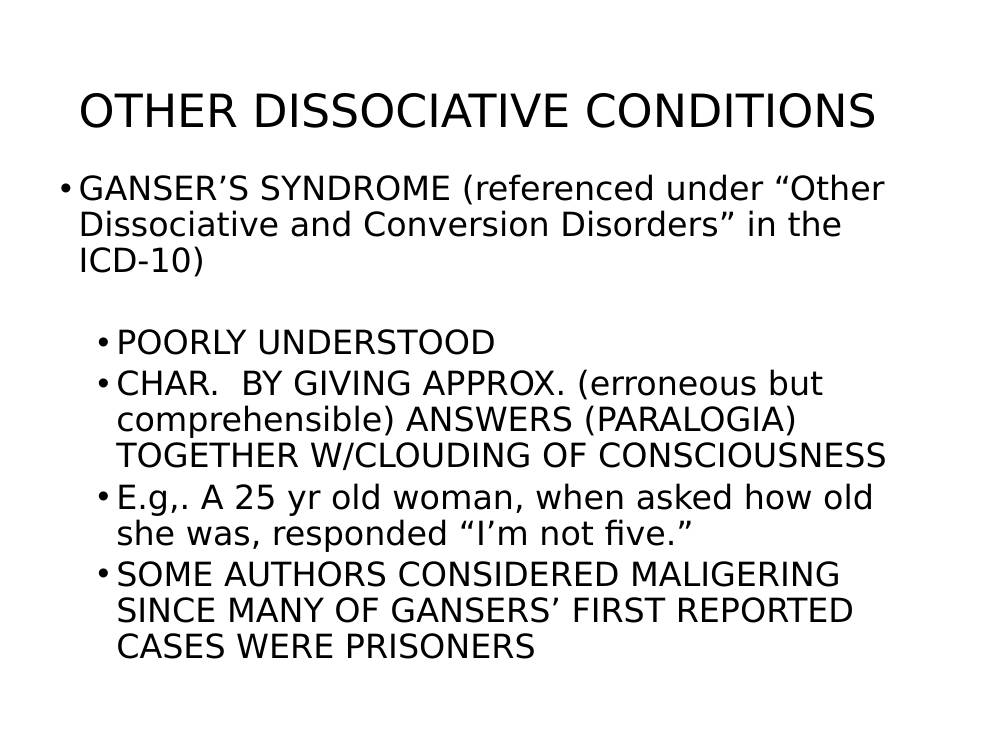 OTHER DISSOCIATIVE CONDITIONS
• GANSER’S SYNDROME (referenced under “Other
Dissociative and Conversion Disorders” in the
ICD-10)
• POORLY UNDERSTOOD
• CHAR.  BY GIVING APPROX. (erroneous but
comprehensible) ANSWERS (PARALOGIA)
TOGETHER W/CLOUDING OF CONSCIOUSNESS
• E.g,. A 25 yr old woman, when asked how old
she was, responded “I’m not five.”
• SOME AUTHORS CONSIDERED MALIGERING
SINCE MANY OF GANSERS’ FIRST REPORTED
CASES WERE PRISONERS